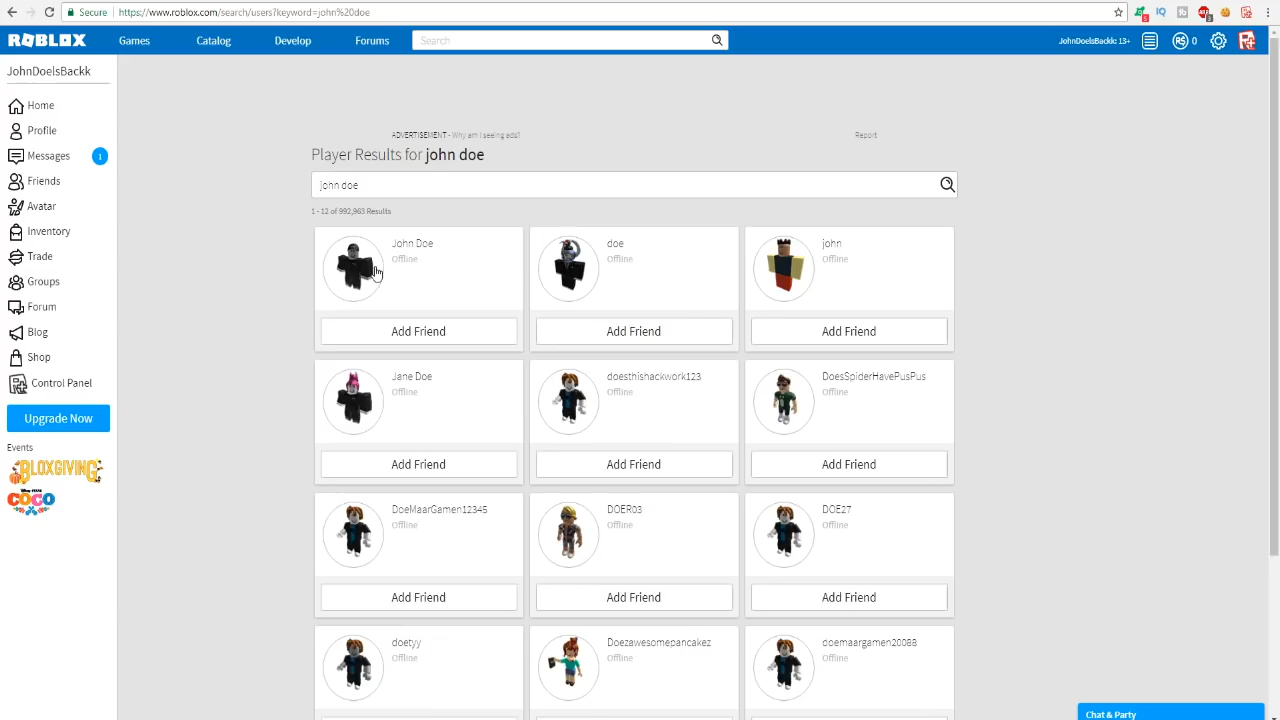 Secure https://www.roblox.com/search/users?keyword=john%20doe
ROBLOX Games Catalog Develop Forums Search JohnDoeIsBackk: 13+ 0
JohnDoeIsBackk
Home
Profile
Messages 1
Friends
Avatar
Inventory
Trade
Groups
Forum
Blog
Shop
Control Panel
Upgrade Now
Events
BLOXGIVING
COCO
ADVERTISEMENT - Why am I seeing ads? Report
Player Results for john doe
john doe
1 - 12 of 992,963 Results
John Doe
Offline
Add Friend
doe
Offline
Add Friend
john
Offline
Add Friend
Jane Doe
Offline
Add Friend
doesthishackwork123
Offline
Add Friend
DoesSpiderHavePusPus
Offline
Add Friend
DoeMaarGamen12345
Offline
Add Friend
DOER03
Offline
Add Friend
DOE27
Offline
Add Friend
doetyy
Offline
Doezawesomepancakez
Offline
doemaargamen20088
Offline
Chat & Party